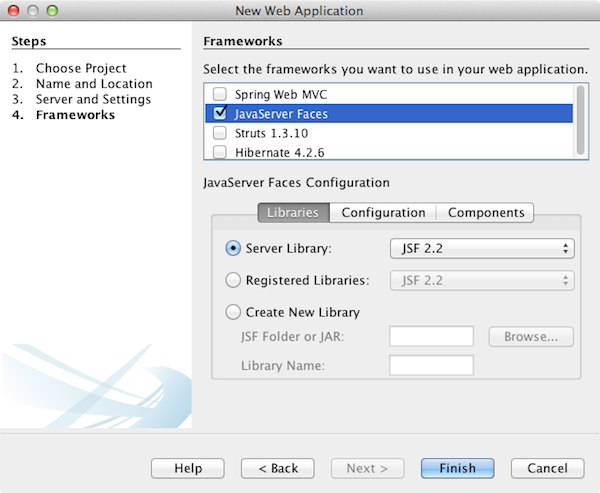 New Web Application
Steps
1. Choose Project
2. Name and Location
3. Server and Settings
4. Frameworks
Frameworks
Select the frameworks you want to use in your web application.
Spring Web MVC
JavaServer Faces
Struts 1.3.10
Hibernate 4.2.6
JavaServer Faces Configuration
Libraries Configuration Components
Server Library: JSF 2.2
Registered Libraries: JSF 2.2
Create New Library
JSF Folder or JAR: Browse...
Library Name:
Help < Back Next > Finish Cancel